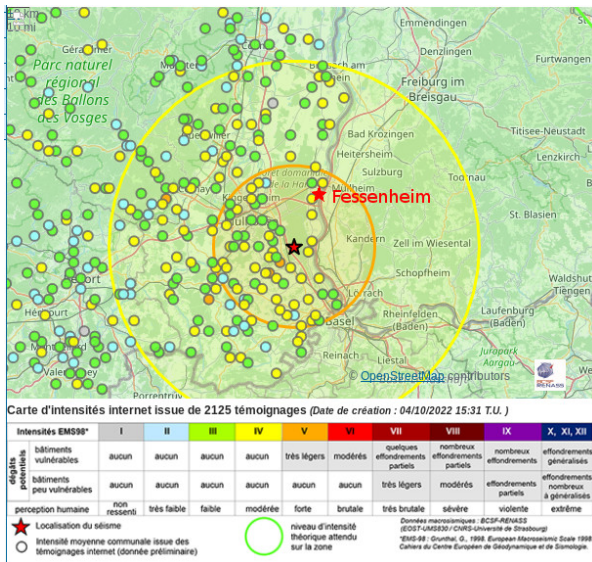 10 km
10 mi
Gérardmer
Emmendingen
Denzlingen
Furtwangen
Parc naturel
régional
des Ballons
des Vosges
Freiburg im
Breisgau
Titisee-Neustadt
Bad Krozingen
Heitersheim
Lenzkirch
Sulzburg
Müllheim
Fessenheim
St. Blasien
Kandern
Zell im Wiesental
Schopfheim
Lörrach
Waldshut-
Tiengen
Rheinfelden
(Baden)
Laufenburg
(Baden)
Basel
Reinach
Liestal
Jurapark
Aargau
Porrentruy
© OpenStreetMap contributors
BCSF
RENASS
Carte d'intensités internet issue de 2125 témoignages (Date de création : 04/10/2022 15:31 T.U. )
Intensités EMS98* I II III IV V VI VII VIII IX X, XI, XII
dégâts potentiels
bâtiments vulnérables aucun aucun aucun aucun très légers modérés quelques effondrements partiels nombreux effondrements partiels nombreux effondrements effondrements généralisés
bâtiments peu vulnérables aucun aucun aucun aucun aucun aucun très légers modérés effondrements partiels effondrements nombreux à généralisés
perception humaine non ressenti très faible faible modérée forte brutale très brutale sévère violente extrême
Localisation du séisme
Intensité moyenne communale issue des
témoignages internet (donnée préliminaire)
niveau d'intensité
théorique attendu
sur la zone
Données macrosismiques : BCSF-RENASS
(EOST-UMS830 / CNRS-Université de Strasbourg)
*EMS-98 : Grunthal, G., 1998. European Macroseismic Scale 1998
Cahiers du Centre Européen de Géodynamique et de Sismologie.